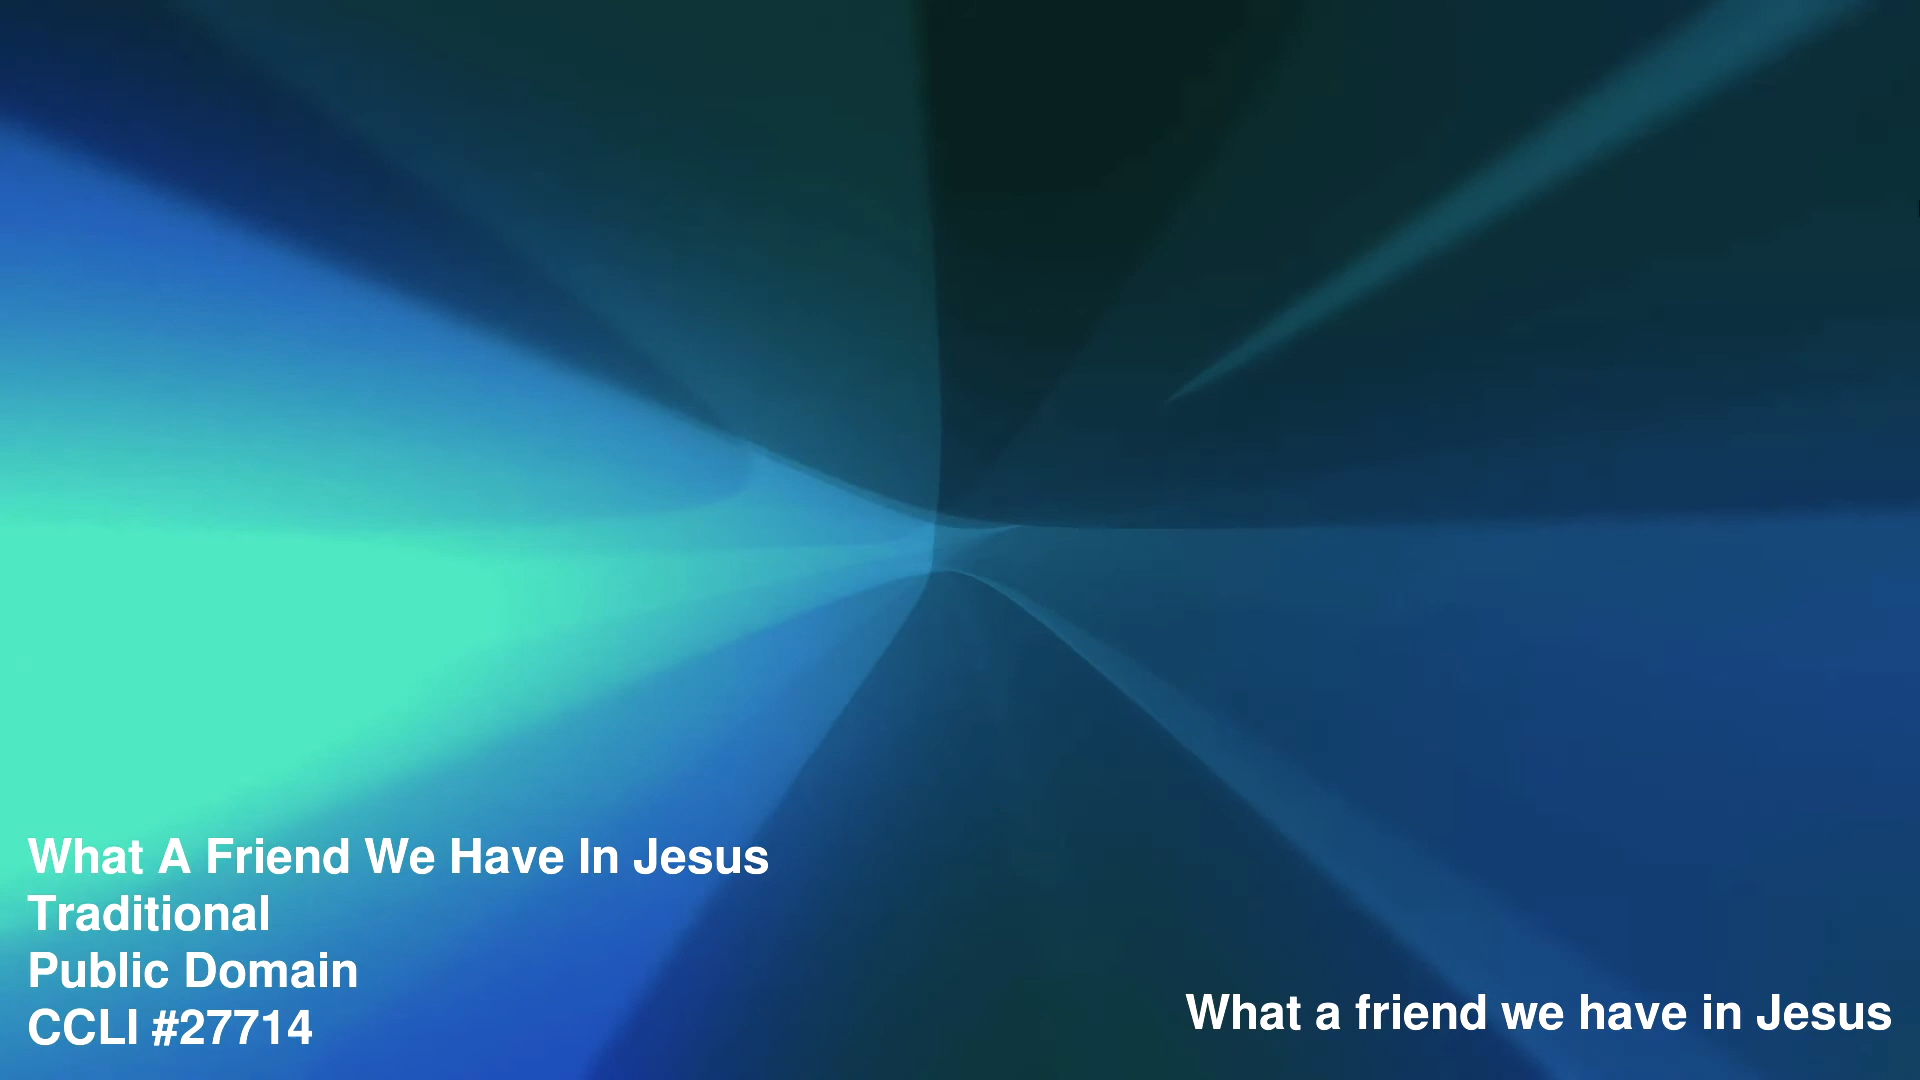 What A Friend We Have In Jesus
Traditional
Public Domain
CCLI #27714
What a friend we have in Jesus